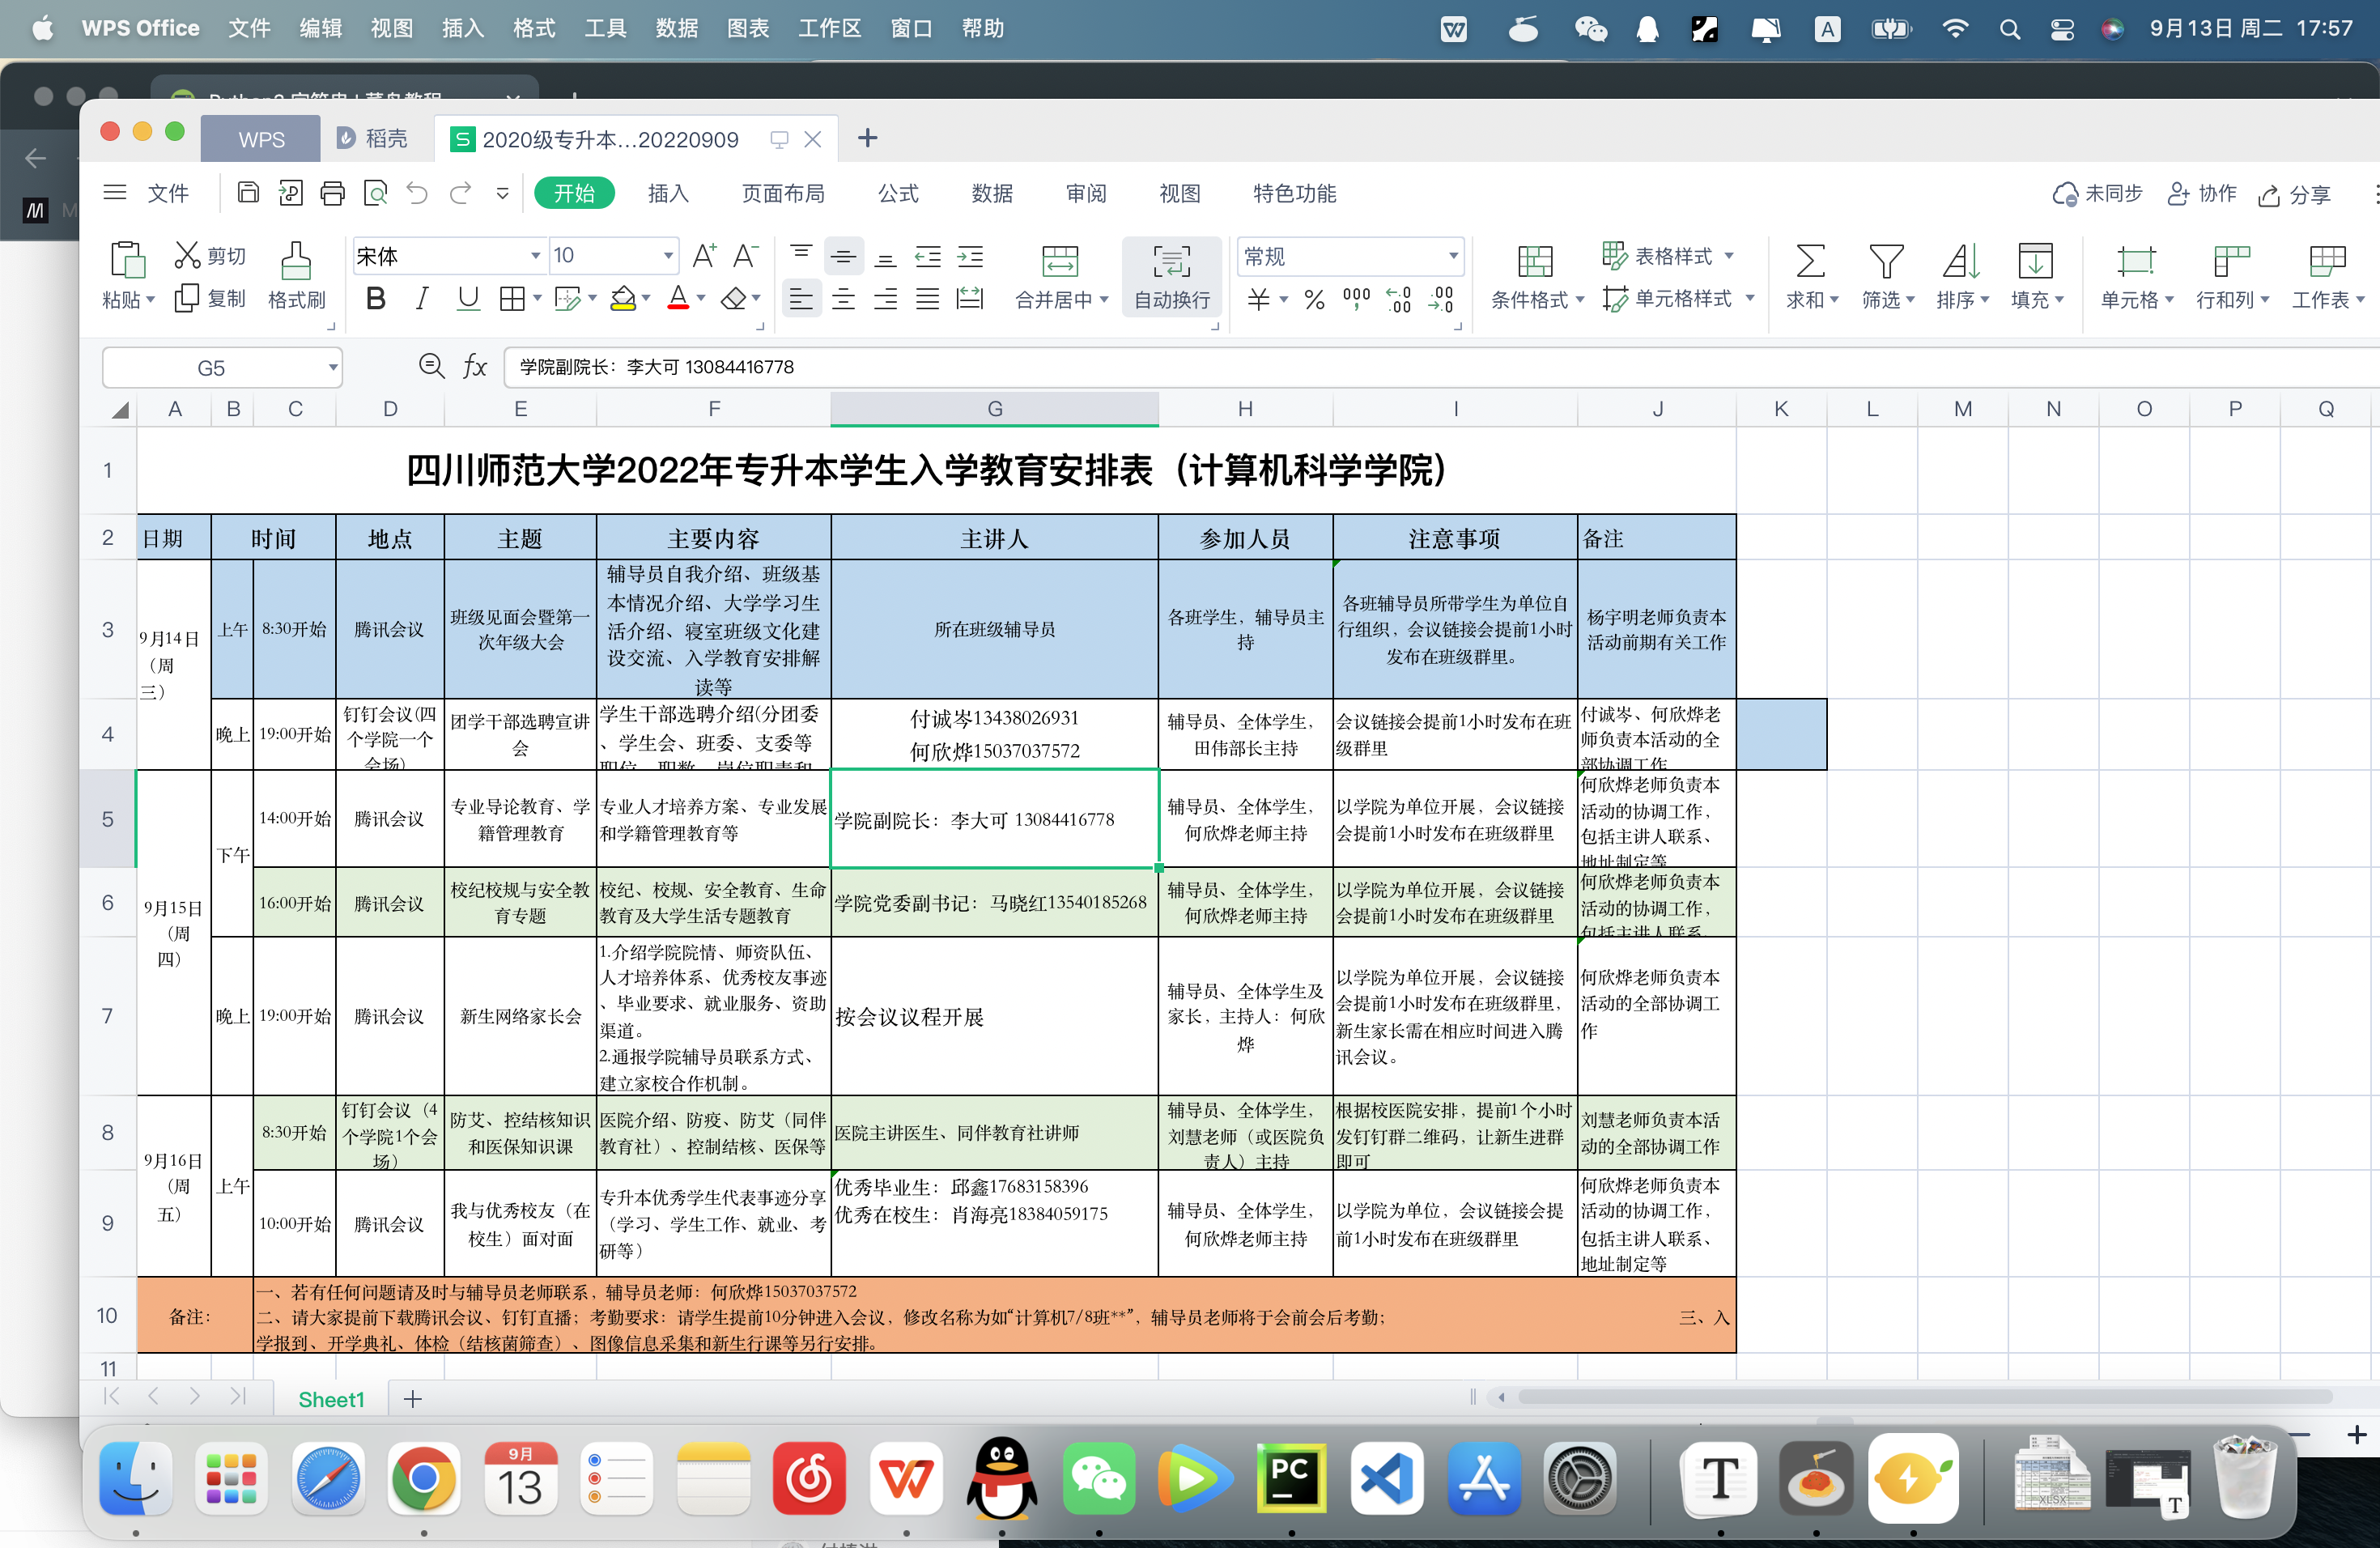 WPS Office 文件 编辑 视图 插入 格式 工具 数据 图表 工作区 窗口 帮助 9月13日 周二 17:57
WPS 稻壳 2020级专升本...20220909
文件 开始 插入 页面布局 公式 数据 审阅 视图 特色功能 未同步 协作 分享
粘贴 剪切 复制 格式刷 宋体 10 合并居中 自动换行 常规 条件格式 表格样式 单元格样式 求和 筛选 排序 填充 单元格 行和列 工作表
G5 fx 学院副院长：李大可 13084416778
A B C D E F G H I J K L M N O P Q
1
四川师范大学2022年专升本学生入学教育安排表（计算机科学学院）
2
日期 时间 地点 主题 主要内容 主讲人 参加人员 注意事项 备注
3
9月14日
（周
三）
上午
8:30开始
腾讯会议
班级见面会暨第一
次年级大会
辅导员自我介绍、班级基
本情况介绍、大学学习生
活介绍、寝室班级文化建
设交流、入学教育安排解
读等
所在班级辅导员
各班学生，辅导员主
持
各班辅导员所带学生为单位自
行组织，会议链接会提前1小时
发布在班级群里。
杨宇明老师负责本
活动前期有关工作
4
晚上
19:00开始
钉钉会议(四
个学院一个
会场)
团学干部选聘宣讲
会
学生干部选聘介绍(分团委
、学生会、班委、支委等
职位、职数、岗位职责和
付诚岑13438026931
何欣烨15037037572
辅导员、全体学生，
田伟部长主持
会议链接会提前1小时发布在班
级群里
付诚岑、何欣烨老
师负责本活动的全
部协调工作
5
9月15日
（周
四）
下午
14:00开始
腾讯会议
专业导论教育、学
籍管理教育
专业人才培养方案、专业发展
和学籍管理教育等
学院副院长：李大可 13084416778
辅导员、全体学生，
何欣烨老师主持
以学院为单位开展，会议链接
会提前1小时发布在班级群里
何欣烨老师负责本
活动的协调工作，
包括主讲人联系、
地址制定等
6
16:00开始
腾讯会议
校纪校规与安全教
育专题
校纪、校规、安全教育、生命
教育及大学生活专题教育
学院党委副书记：马晓红13540185268
辅导员、全体学生，
何欣烨老师主持
以学院为单位开展，会议链接
会提前1小时发布在班级群里
何欣烨老师负责本
活动的协调工作，
包括主讲人联系、
7
晚上
19:00开始
腾讯会议
新生网络家长会
1.介绍学院院情、师资队伍、
人才培养体系、优秀校友事迹
、毕业要求、就业服务、资助
渠道。
2.通报学院辅导员联系方式、
建立家校合作机制。
按会议议程开展
辅导员、全体学生及
家长，主持人：何欣
烨
以学院为单位开展，会议链接
会提前1小时发布在班级群里，
新生家长需在相应时间进入腾
讯会议。
何欣烨老师负责本
活动的全部协调工
作
8
9月16日
（周
五）
上午
8:30开始
钉钉会议（4
个学院1个会
场）
防艾、控结核知识
和医保知识课
医院介绍、防疫、防艾（同伴
教育社）、控制结核、医保等
医院主讲医生、同伴教育社讲师
辅导员、全体学生，
刘慧老师（或医院负
责人）主持
根据校医院安排，提前1个小时
发钉钉群二维码，让新生进群
即可
刘慧老师负责本活
动的全部协调工作
9
10:00开始
腾讯会议
我与优秀校友（在
校生）面对面
专升本优秀学生代表事迹分享
（学习、学生工作、就业、考
研等）
优秀毕业生：邱鑫17683158396
优秀在校生：肖海亮18384059175
辅导员、全体学生，
何欣烨老师主持
以学院为单位，会议链接会提
前1小时发布在班级群里
何欣烨老师负责本
活动的协调工作，
包括主讲人联系、
地址制定等
10
备注：
一、若有任何问题请及时与辅导员老师联系，辅导员老师：何欣烨15037037572
二、请大家提前下载腾讯会议、钉钉直播；考勤要求：请学生提前10分钟进入会议，修改名称为如“计算机7/8班**”，辅导员老师将于会前会后考勤； 三、入
学报到、开学典礼、体检（结核菌筛查）、图像信息采集和新生行课等另行安排。
11
Sheet1
9月
13
PC
T
XLSX
T